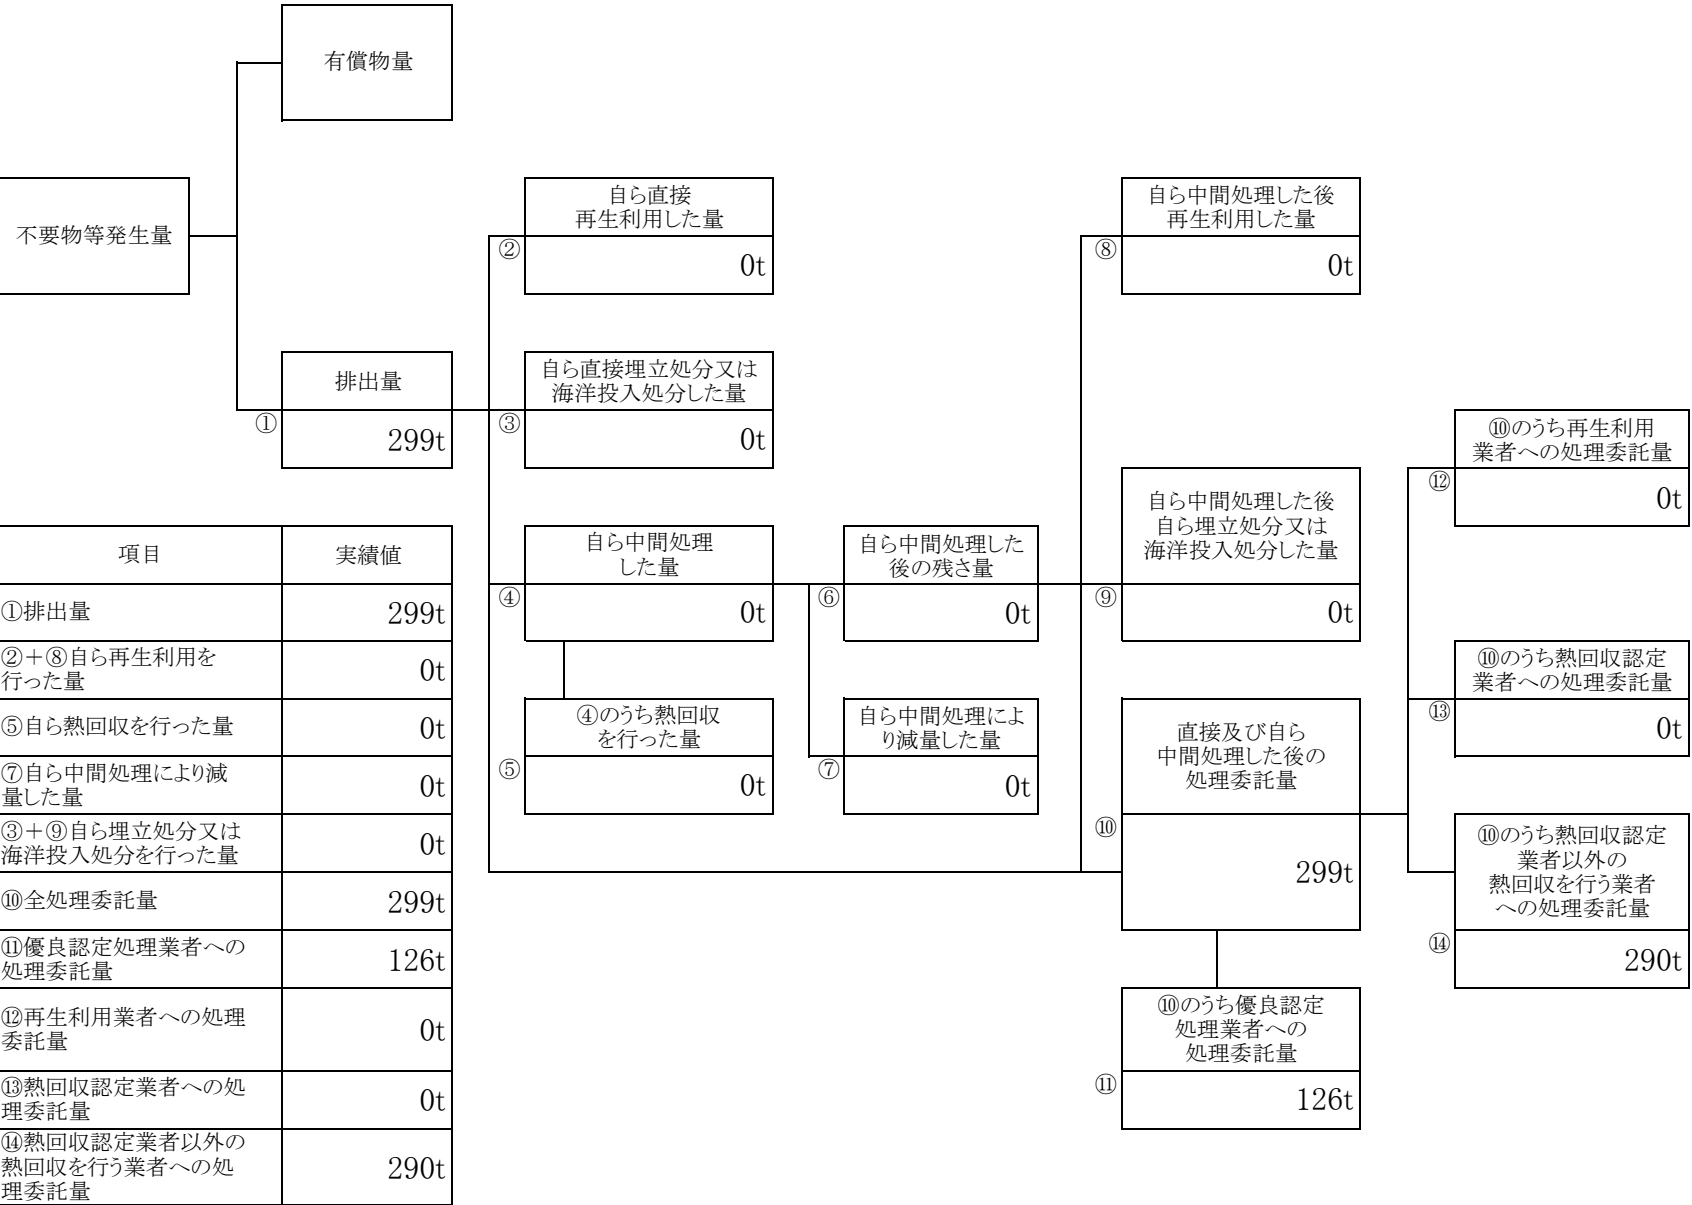 有償物量
不要物等発生量
自ら直接
再生利用した量
②
0t
自ら中間処理した後
再生利用した量
⑧
0t
排出量
①
299t
自ら直接埋立処分又は
海洋投入処分した量
③
0t
⑩のうち再生利用
業者への処理委託量
⑫
0t
自ら中間処理
した量
④
0t
自ら中間処理した
後の残さ量
⑥
0t
自ら中間処理した後
自ら埋立処分又は
海洋投入処分した量
⑨
0t
④のうち熱回収
を行った量
⑤
0t
自ら中間処理によ
り減量した量
⑦
0t
直接及び自ら
中間処理した後の
処理委託量
⑩
299t
⑩のうち熱回収認定
業者への処理委託量
⑬
0t
⑩のうち熱回収認定
業者以外の
熱回収を行う業者
への処理委託量
⑭
290t
⑩のうち優良認定
処理業者への
処理委託量
⑪
126t
項目 実績値
①排出量 299t
②＋⑧自ら再生利用を
行った量 0t
⑤自ら熱回収を行った量 0t
⑦自ら中間処理により減
量した量 0t
③＋⑨自ら埋立処分又は
海洋投入処分を行った量 0t
⑩全処理委託量 299t
⑪優良認定処理業者への
処理委託量 126t
⑫再生利用業者への処理
委託量 0t
⑬熱回収認定業者への処
理委託量 0t
⑭熱回収認定業者以外の
熱回収を行う業者への処
理委託量 290t